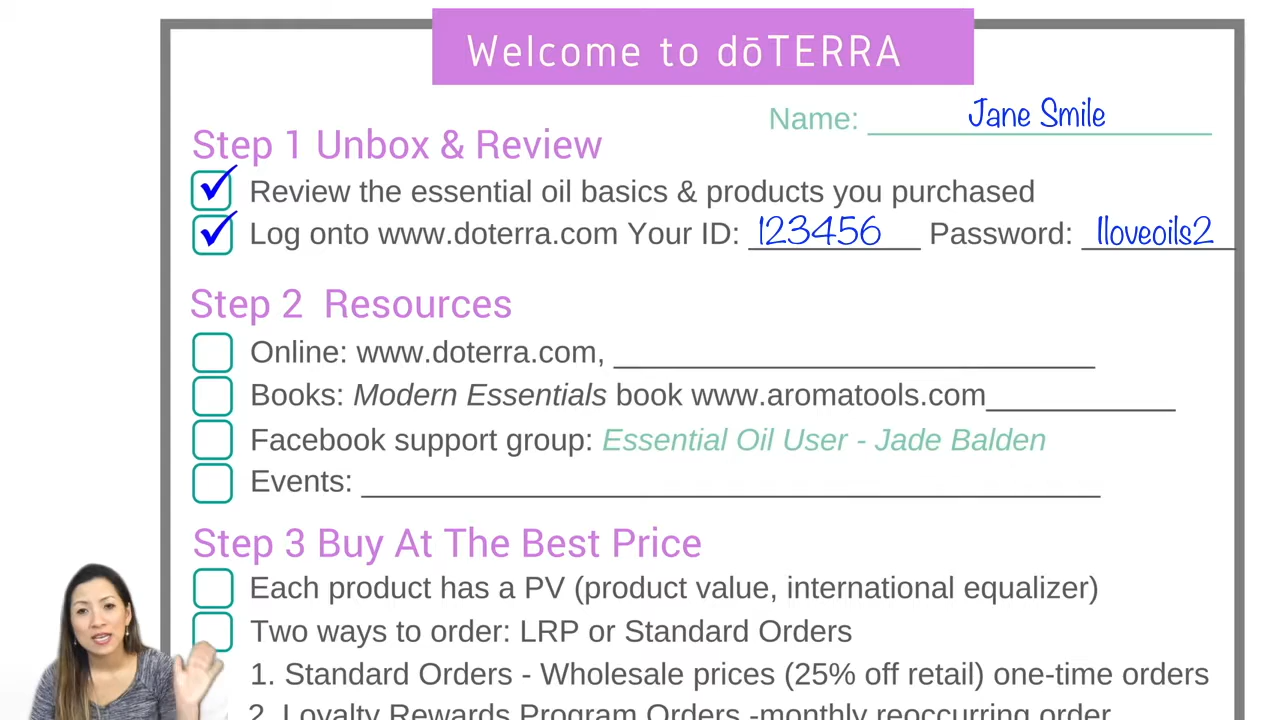 Welcome to dōTERRA
Name: Jane Smile
Step 1 Unbox & Review
Review the essential oil basics & products you purchased
Log onto www.doterra.com Your ID: 123456 Password: Iloveoils2
Step 2 Resources
Online: www.doterra.com,
Books: Modern Essentials book www.aromatools.com
Facebook support group: Essential Oil User - Jade Balden
Events:
Step 3 Buy At The Best Price
Each product has a PV (product value, international equalizer)
Two ways to order: LRP or Standard Orders
1. Standard Orders - Wholesale prices (25% off retail) one-time orders
2. Loyalty Rewards Program Orders -monthly reoccurring order